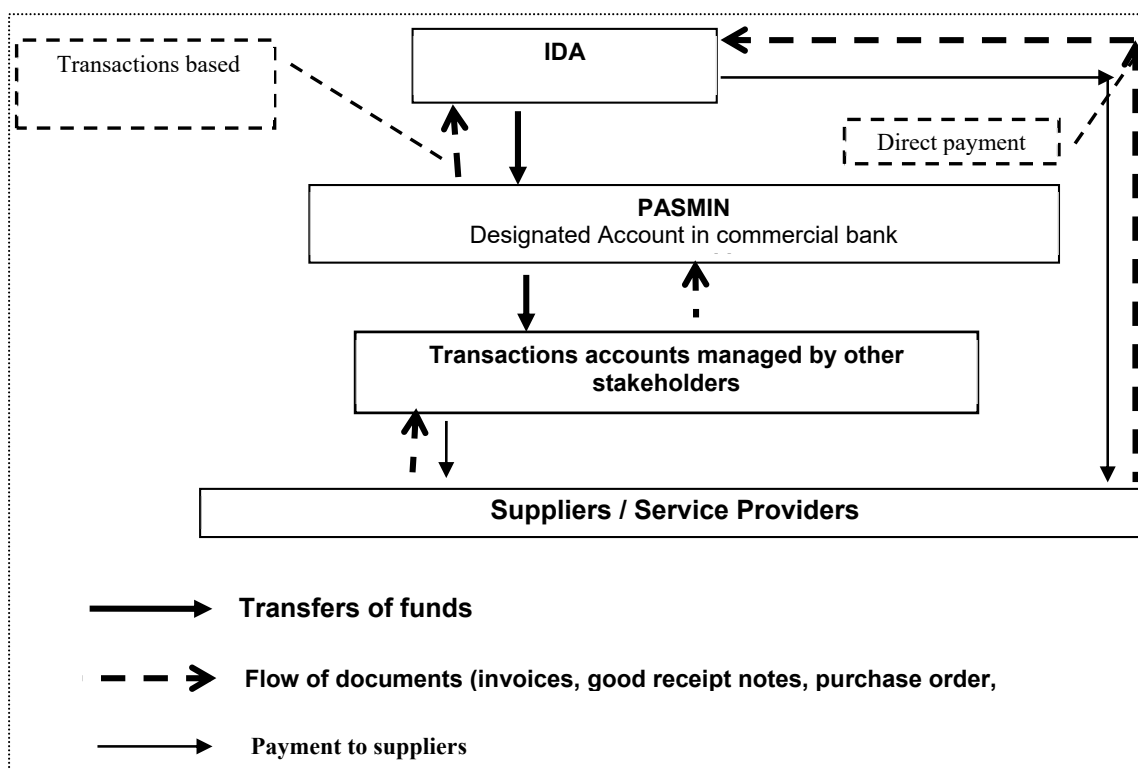 IDA
Transactions based
Direct payment
PASMIN
Designated Account in commercial bank
Transactions accounts managed by other
stakeholders
Suppliers / Service Providers
Transfers of funds
Flow of documents (invoices, good receipt notes, purchase order,
Payment to suppliers